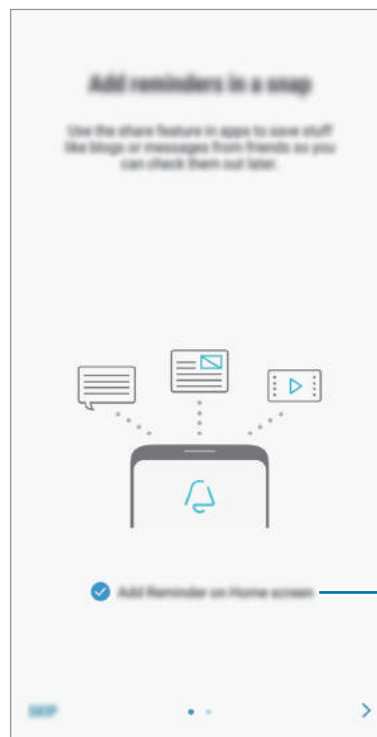 Add reminders in a snap
Use the share feature in apps to save stuff
like blogs or messages from friends so you
can check them out later.
Add Reminder on Home screen
SKIP